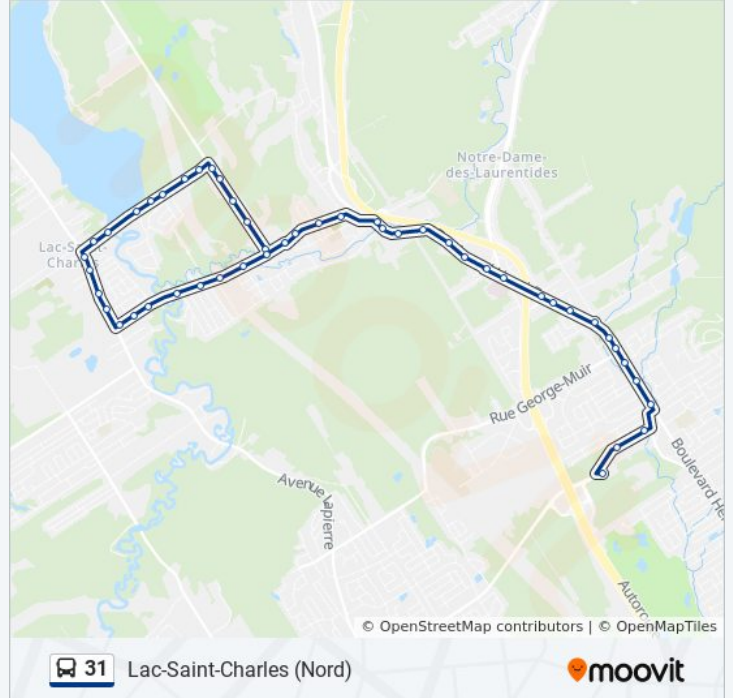 Notre-Dame-
des-Laurentides
Lac-Saint-
Charles
Rue George-Muir
Boulevard He
Avenue Lapierre
Autoro
© OpenStreetMap contributors | © OpenMapTiles
31
Lac-Saint-Charles (Nord)
moovit